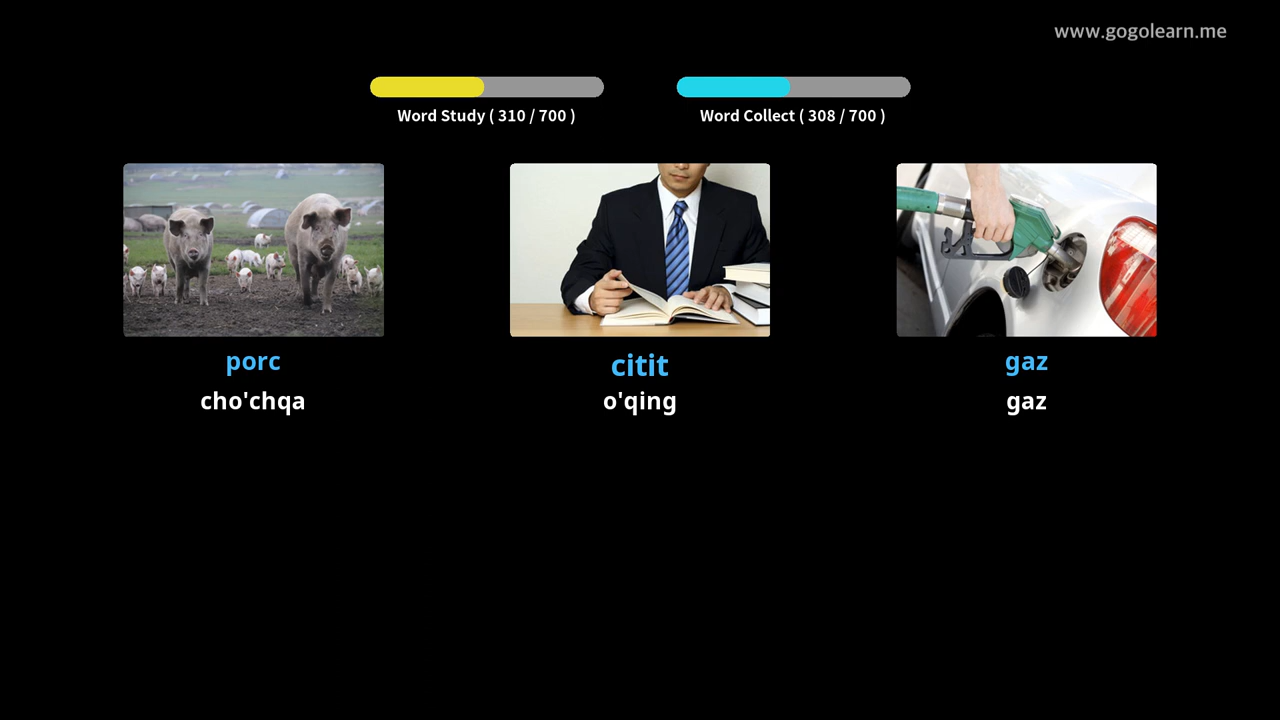 www.gogolearn.me
Word Study ( 310 / 700 )
Word Collect ( 308 / 700 )
porc
cho'chqa
citit
o'qing
gaz
gaz